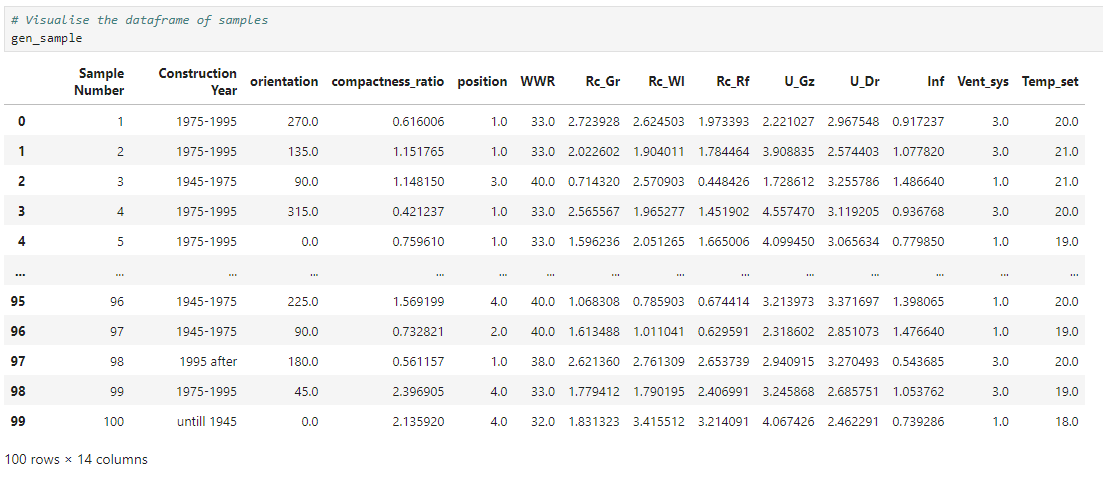 # Visualise the dataframe of samples
gen_sample
Sample Number Construction Year orientation compactness_ratio position WWR Rc_Gr Rc_Wl Rc_Rf U_Gz U_Dr Inf Vent_sys Temp_set
0 1 1975-1995 270.0 0.616006 1.0 33.0 2.723928 2.624503 1.973393 2.221027 2.967548 0.917237 3.0 20.0
1 2 1975-1995 135.0 1.151765 1.0 33.0 2.022602 1.904011 1.784464 3.908835 2.574403 1.077820 3.0 21.0
2 3 1945-1975 90.0 1.148150 3.0 40.0 0.714320 2.570903 0.448426 1.728612 3.255786 1.486640 1.0 21.0
3 4 1975-1995 315.0 0.421237 1.0 33.0 2.565567 1.965277 1.451902 4.557470 3.119205 0.936768 3.0 20.0
4 5 1975-1995 0.0 0.759610 1.0 33.0 1.596236 2.051265 1.665006 4.099450 3.065634 0.779850 1.0 19.0
... ... ... ... ... ... ... ... ... ... ... ... ... ... ...
95 96 1945-1975 225.0 1.569199 4.0 40.0 1.068308 0.785903 0.674414 3.213973 3.371697 1.398065 1.0 20.0
96 97 1945-1975 90.0 0.732821 2.0 40.0 1.613488 1.011041 0.629591 2.318602 2.851073 1.476640 1.0 19.0
97 98 1995 after 180.0 0.561157 1.0 38.0 2.621360 2.761309 2.653739 2.940915 3.270493 0.543685 3.0 20.0
98 99 1975-1995 45.0 2.396905 4.0 33.0 1.779412 1.790195 2.406991 3.245868 2.685751 1.053762 3.0 19.0
99 100 untill 1945 0.0 2.135920 4.0 32.0 1.831323 3.415512 3.214091 4.067426 2.462291 0.739286 1.0 18.0
100 rows × 14 columns